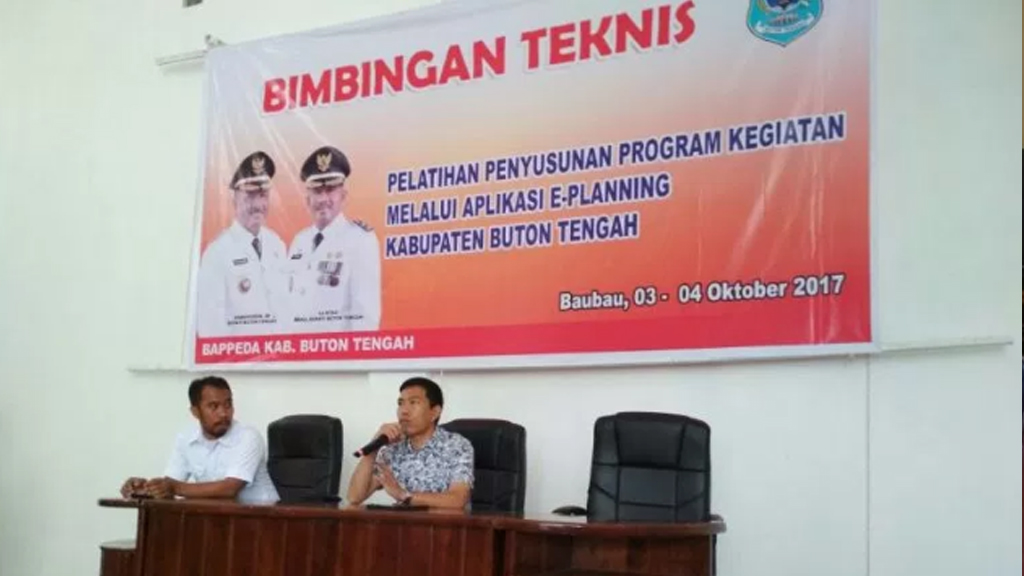 BIMBINGAN TEKNIS
PELATIHAN PENYUSUNAN PROGRAM KEGIATAN
MELALUI APLIKASI E-PLANNING
KABUPATEN BUTON TENGAH
Baubau, 03 - 04 Oktober 2017
BAPPEDA KAB. BUTON TENGAH